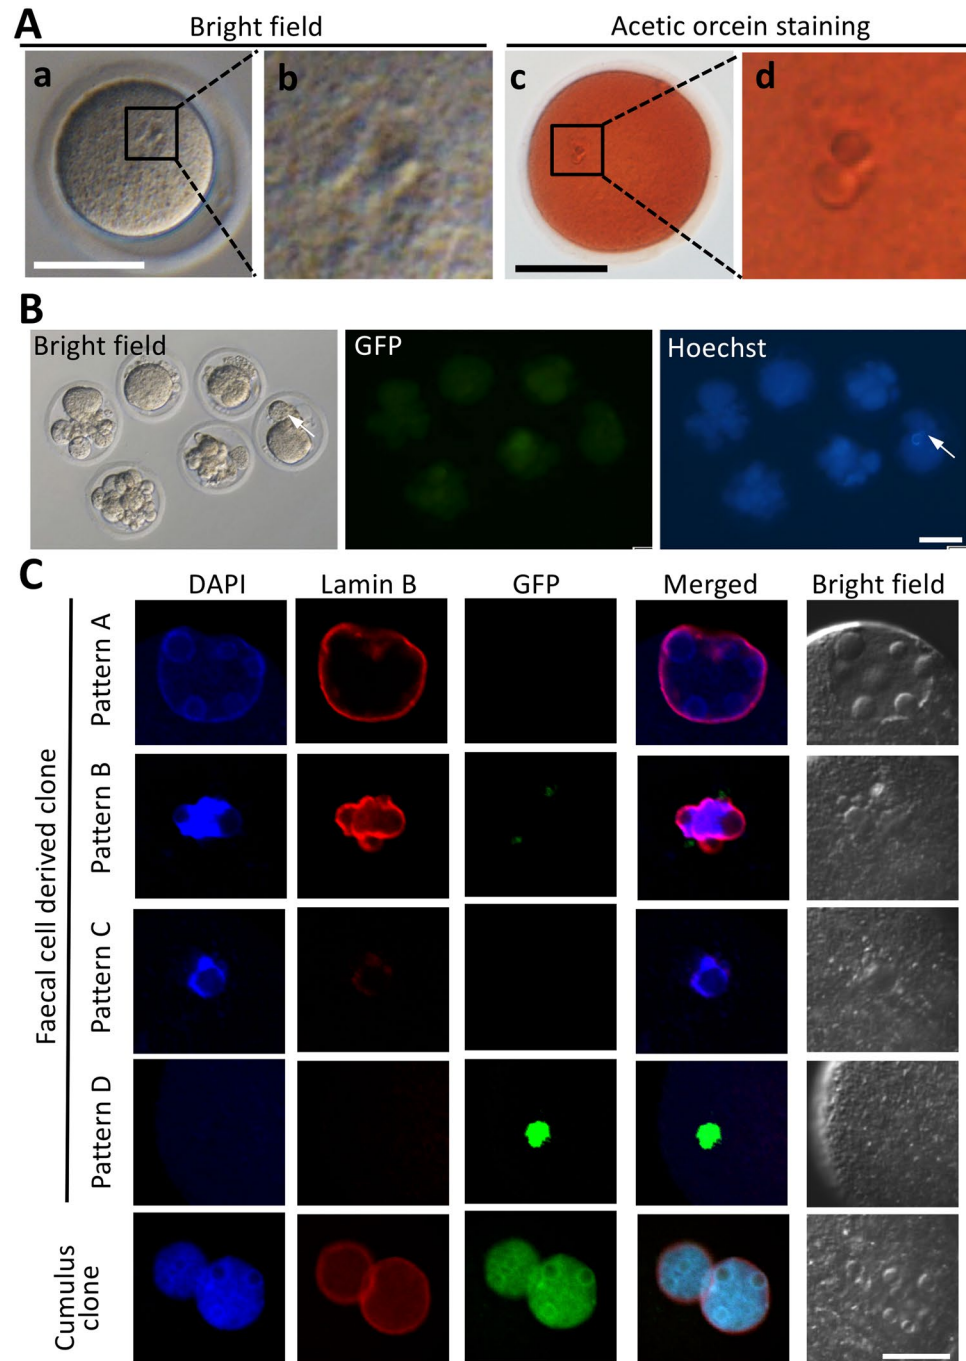 A
Bright field
Acetic orcein staining
a
b
c
d
B
Bright field
GFP
Hoechst
C
DAPI
Lamin B
GFP
Merged
Bright field
Faecal cell derived clone
Pattern A
Pattern B
Pattern C
Pattern D
Cumulus
clone